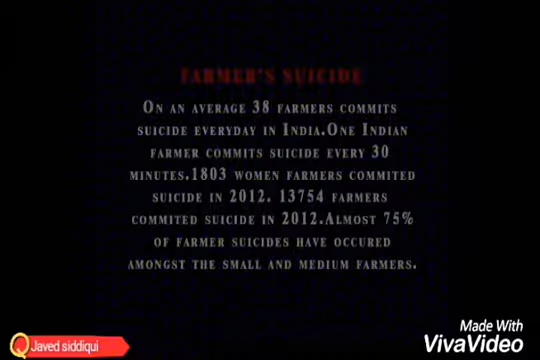 FARMER'S SUICIDE
ON AN AVERAGE 38 FARMERS COMMITS
SUICIDE EVERYDAY IN INDIA.ONE INDIAN
FARMER COMMITS SUICIDE EVERY 30
MINUTES.1803 WOMEN FARMERS COMMITED
SUICIDE IN 2012. 13754 FARMERS
COMMITED SUICIDE IN 2012.ALMOST 75%
OF FARMER SUICIDES HAVE OCCURED
AMONGST THE SMALL AND MEDIUM FARMERS.
Javed siddiqui
Made With
VivaVideo